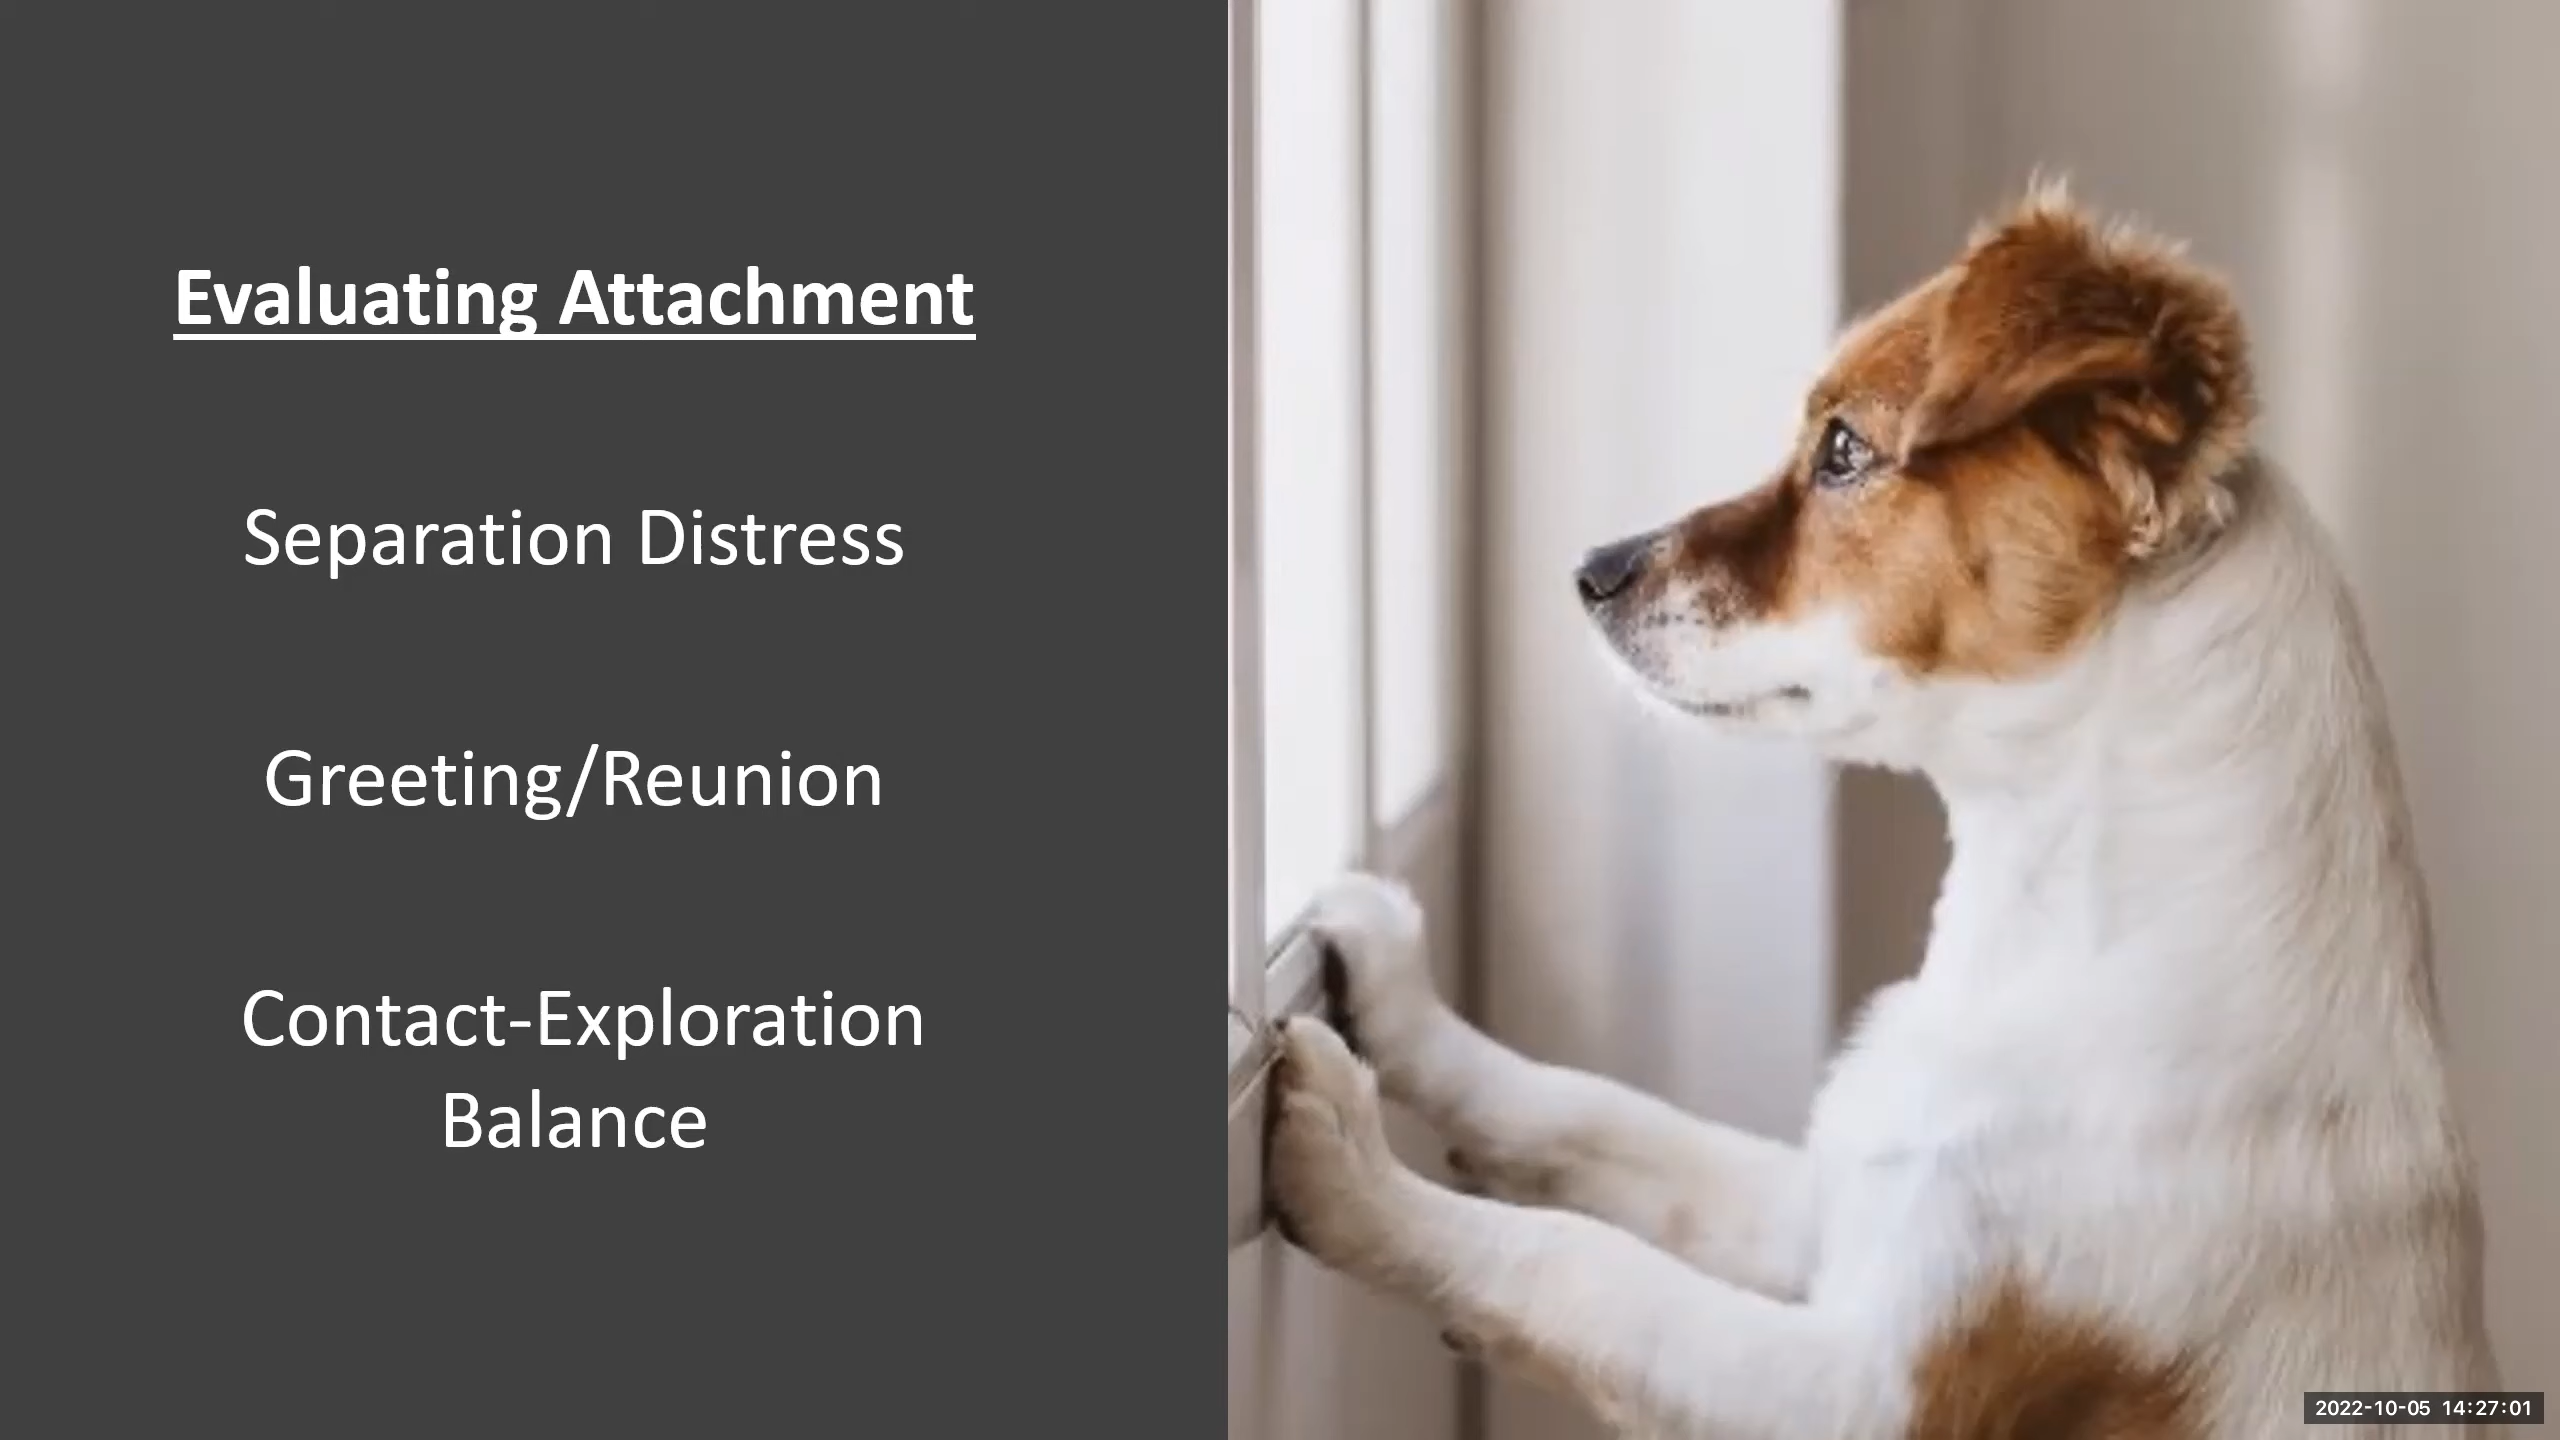 Evaluating Attachment
Separation Distress
Greeting/Reunion
Contact-Exploration
Balance
2022-10-05 14:27:01